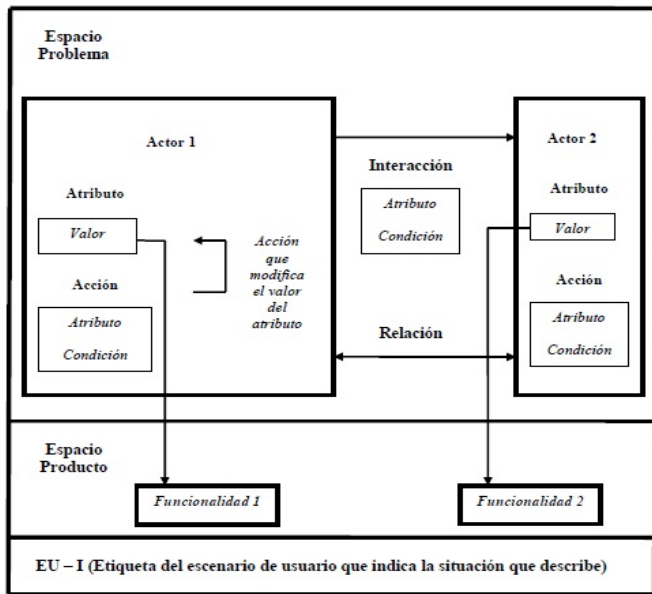 Espacio
Problema
Actor 1
Atributo
Valor
Acción
Atributo
Condición
Acción
que
modifica
el valor
del
atributo
Interacción
Atributo
Condición
Relación
Actor 2
Atributo
Valor
Acción
Atributo
Condición
Espacio
Producto
Funcionalidad 1
Funcionalidad 2
EU – I (Etiqueta del escenario de usuario que indica la situación que describe)